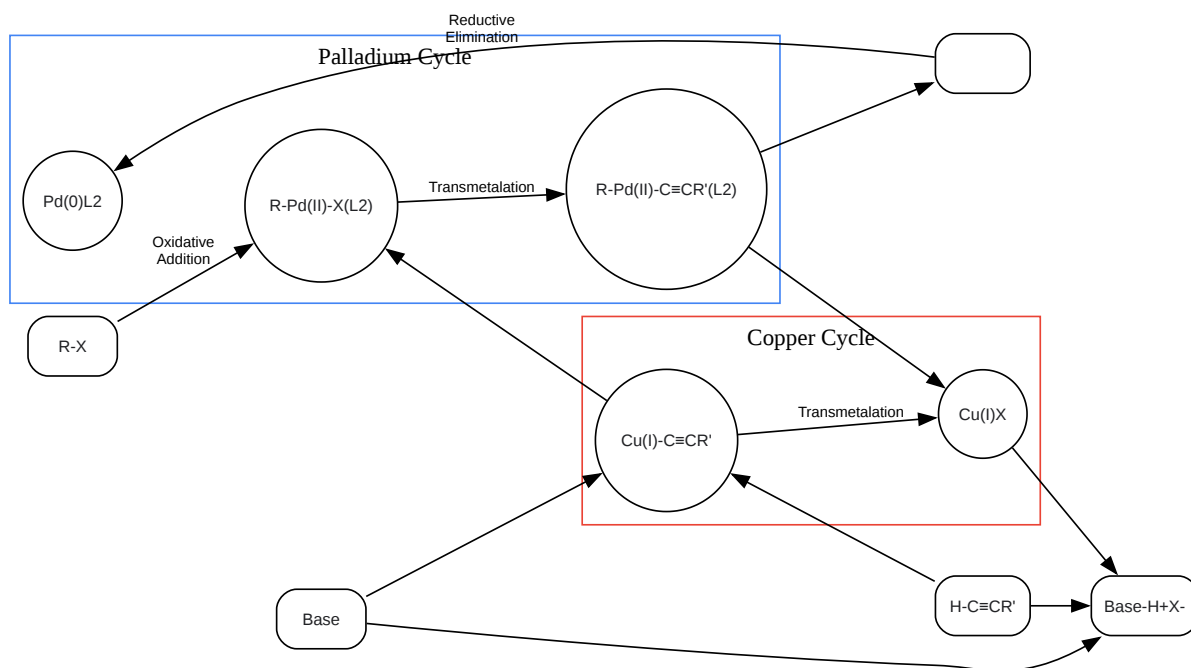 Reductive
Elimination
Palladium Cycle
Pd(0)L2
R-Pd(II)-X(L2)
Transmetalation
R-Pd(II)-C≡CR'(L2)
Oxidative
Addition
R-X
Copper Cycle
Cu(I)-C≡CR'
Transmetalation
Cu(I)X
Base
H-C≡CR'
Base-H+X-